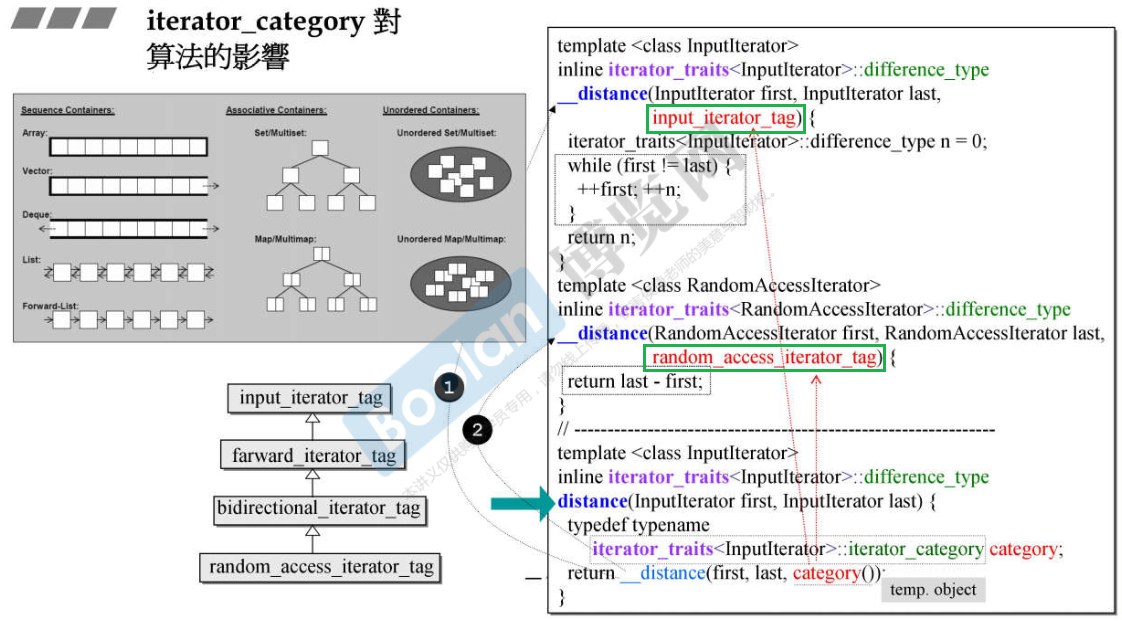 iterator_category 對
算法的影響
Sequence Containers:
Array:
Vector:
Deque:
List:
Forward-List:
Associative Containers:
Set/Multiset:
Map/Multimap:
Unordered Containers:
Unordered Set/Multiset:
Unordered Map/Multimap:
input_iterator_tag
farward_iterator_tag
bidirectional_iterator_tag
random_access_iterator_tag
1
2
template <class InputIterator>
inline iterator_traits<InputIterator>::difference_type
__distance(InputIterator first, InputIterator last,
input_iterator_tag) {
iterator_traits<InputIterator>::difference_type n = 0;
while (first != last) {
++first; ++n;
}
return n;
}
template <class RandomAccessIterator>
inline iterator_traits<RandomAccessIterator>::difference_type
__distance(RandomAccessIterator first, RandomAccessIterator last,
random_access_iterator_tag) {
return last - first;
}
// ----------------------------------------------------------------
template <class InputIterator>
inline iterator_traits<InputIterator>::difference_type
distance(InputIterator first, InputIterator last) {
typedef typename
iterator_traits<InputIterator>::iterator_category category;
return __distance(first, last, category());
temp. object
}
Boolan 博览网